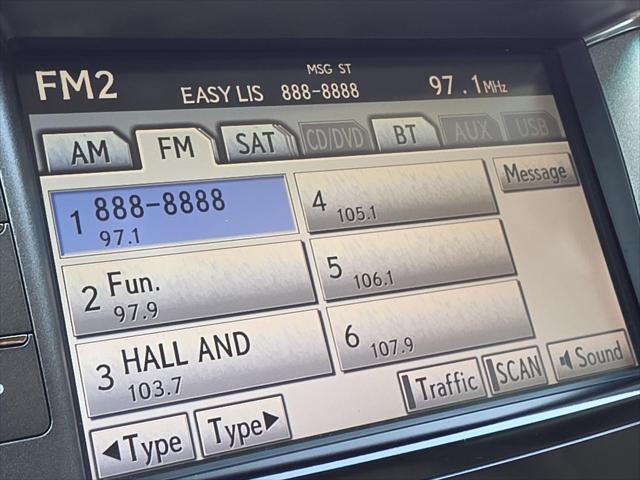 FM2
MSG ST
EASY LIS 888-8888
97.1MHz
AM FM SAT CD/DVD BT AUX USB
1 888-8888
97.1
4
105.1
Message
2 Fun.
97.9
5
106.1
3 HALL AND
103.7
6
107.9
Traffic SCAN Sound
◀Type Type▶